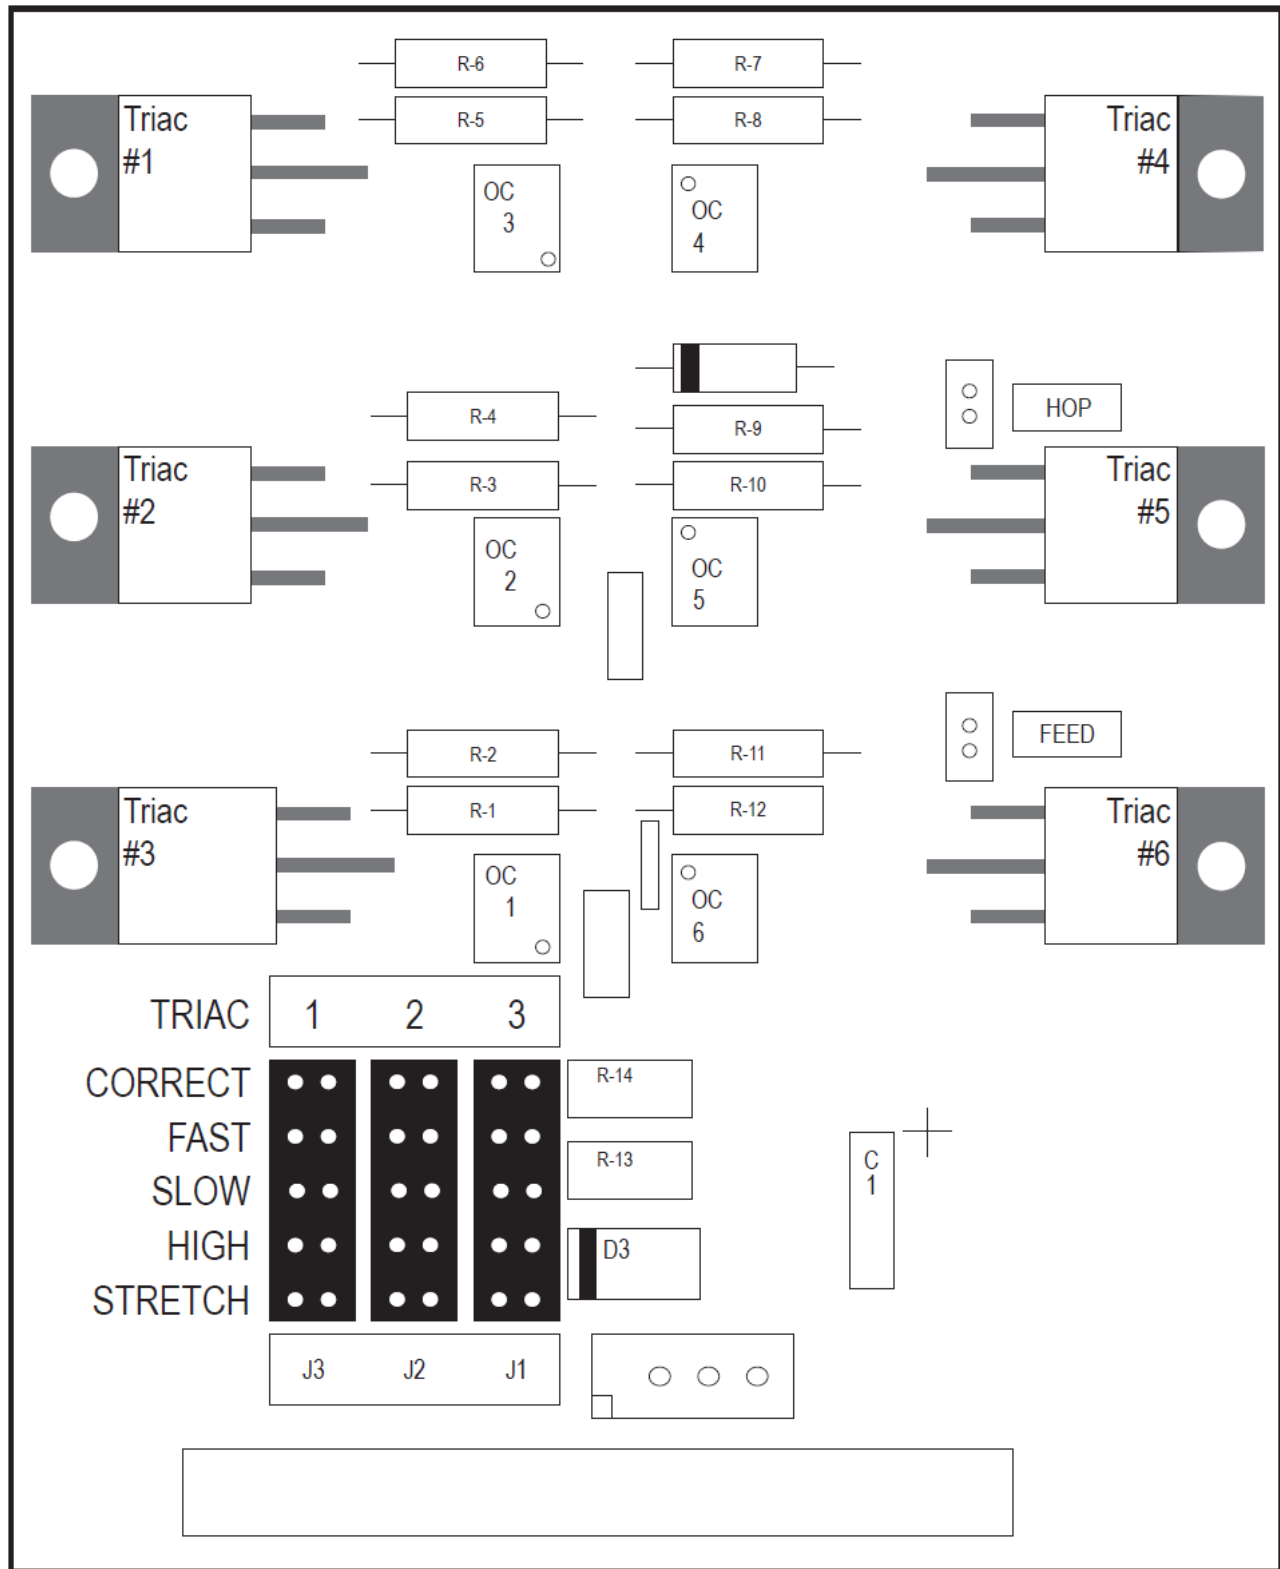 R-6
R-7
R-5
R-8
Triac
#1
Triac
#4
OC
3
OC
4
R-4
R-9
HOP
R-3
R-10
Triac
#2
Triac
#5
OC
2
OC
5
R-2
R-11
FEED
R-1
R-12
Triac
#3
Triac
#6
OC
1
OC
6
TRIAC 1 2 3
CORRECT
R-14
FAST
R-13
C
1
SLOW
HIGH
D3
STRETCH
J3 J2 J1